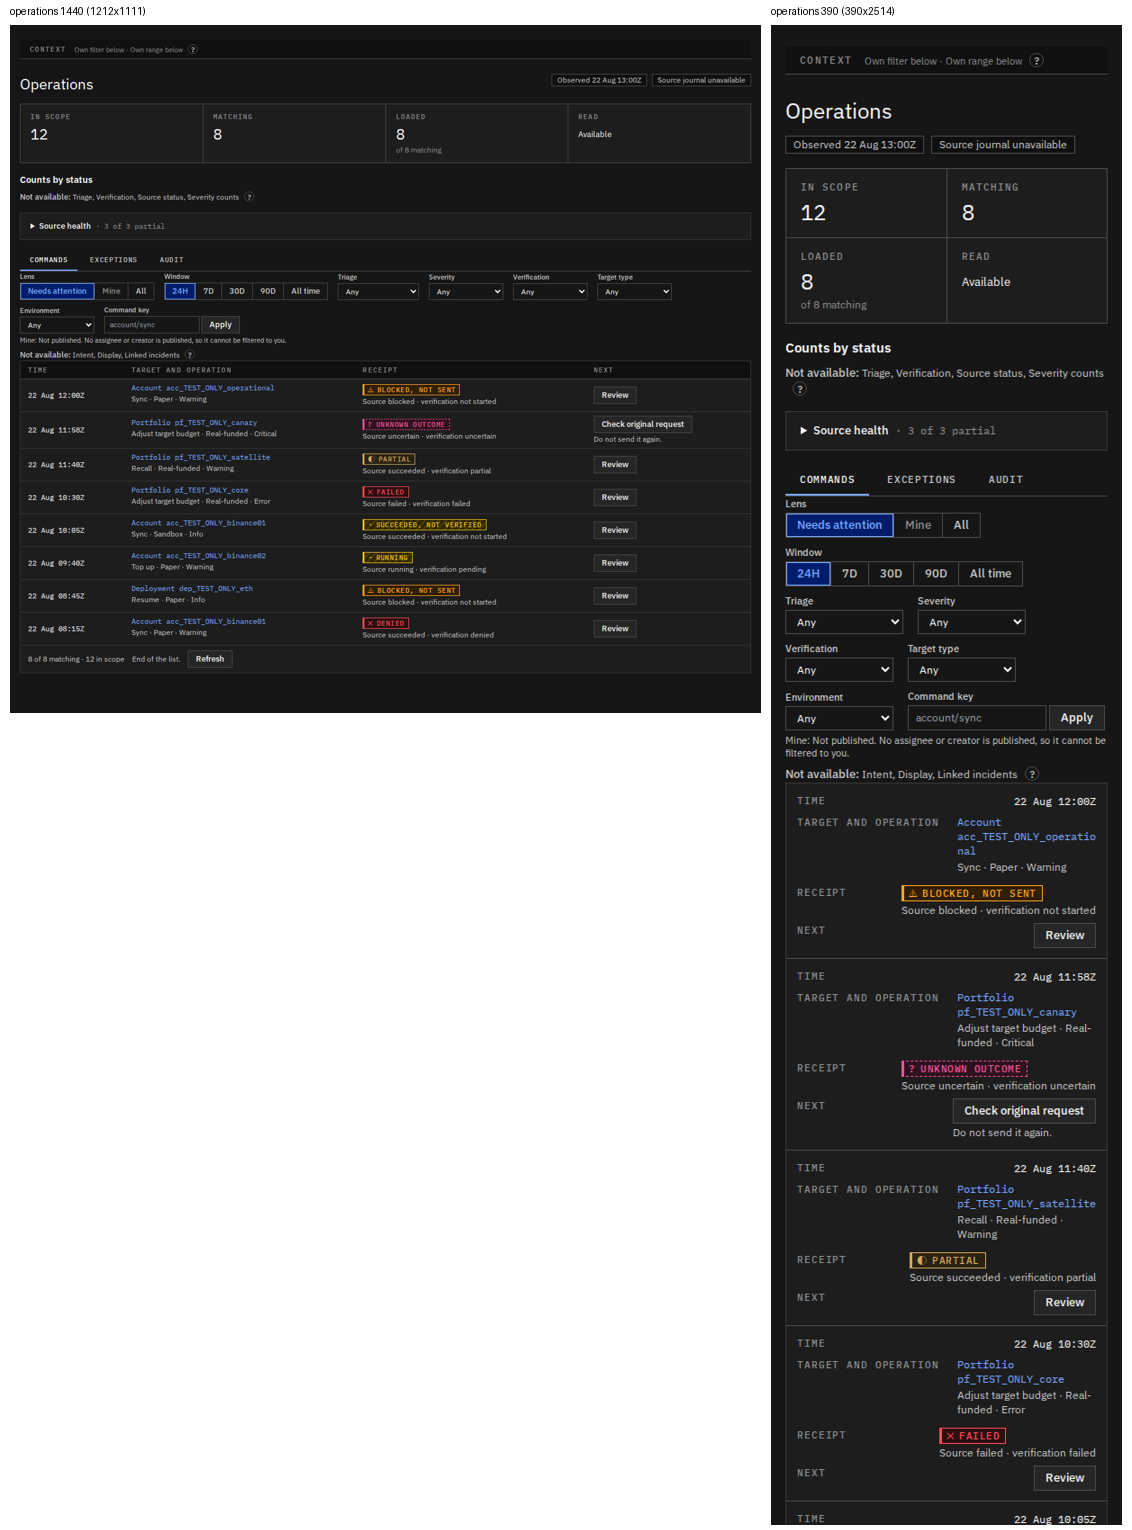 operations 1440 (1212x1111)
CONTEXT Own filter below · Own range below ?
Operations
Observed 22 Aug 13:00Z Source journal unavailable
IN SCOPE MATCHING LOADED READ
12 8 8 Available
of 8 matching
Counts by status
Not available: Triage, Verification, Source status, Severity counts ?
▶ Source health · 3 of 3 partial
COMMANDS EXCEPTIONS AUDIT
Lens Window Triage Severity Verification Target type
Needs attention Mine All 24H 7D 30D 90D All time Any Any Any Any
Environment Command key
Any account/sync Apply
Mine: Not published. No assignee or creator is published, so it cannot be filtered to you.
Not available: Intent, Display, Linked incidents ?
TIME TARGET AND OPERATION RECEIPT NEXT
22 Aug 12:00Z Account acc_TEST_ONLY_operational ⚠ BLOCKED, NOT SENT Review
Sync · Paper · Warning Source blocked · verification not started
22 Aug 11:58Z Portfolio pf_TEST_ONLY_canary ? UNKNOWN OUTCOME Check original request
Adjust target budget · Real-funded · Critical Source uncertain · verification uncertain Do not send it again.
22 Aug 11:40Z Portfolio pf_TEST_ONLY_satellite ◐ PARTIAL Review
Recall · Real-funded · Warning Source succeeded · verification partial
22 Aug 10:30Z Portfolio pf_TEST_ONLY_core ✕ FAILED Review
Adjust target budget · Real-funded · Error Source failed · verification failed
22 Aug 10:05Z Account acc_TEST_ONLY_binance01 SUCCEEDED, NOT VERIFIED Review
Sync · Sandbox · Info Source succeeded · verification not started
22 Aug 09:40Z Account acc_TEST_ONLY_binance02 RUNNING Review
Top up · Paper · Warning Source running · verification pending
22 Aug 08:45Z Deployment dep_TEST_ONLY_eth ⚠ BLOCKED, NOT SENT Review
Resume · Paper · Info Source blocked · verification not started
22 Aug 08:15Z Account acc_TEST_ONLY_binance01 ✕ DENIED Review
Sync · Paper · Warning Source succeeded · verification denied
8 of 8 matching · 12 in scope End of the list. Refresh
operations 390 (390x2514)
CONTEXT Own filter below · Own range below ?
Operations
Observed 22 Aug 13:00Z Source journal unavailable
IN SCOPE MATCHING
12 8
LOADED READ
8 Available
of 8 matching
Counts by status
Not available: Triage, Verification, Source status, Severity counts
?
▶ Source health · 3 of 3 partial
COMMANDS EXCEPTIONS AUDIT
Lens
Needs attention Mine All
Window
24H 7D 30D 90D All time
Triage Severity
Any Any
Verification Target type
Any Any
Environment Command key
Any account/sync Apply
Mine: Not published. No assignee or creator is published, so it cannot be
filtered to you.
Not available: Intent, Display, Linked incidents ?
TIME 22 Aug 12:00Z
TARGET AND OPERATION Account
acc_TEST_ONLY_operatio
nal
Sync · Paper · Warning
RECEIPT ⚠ BLOCKED, NOT SENT
Source blocked · verification not started
NEXT Review
TIME 22 Aug 11:58Z
TARGET AND OPERATION Portfolio
pf_TEST_ONLY_canary
Adjust target budget · Real-
funded · Critical
RECEIPT ? UNKNOWN OUTCOME
Source uncertain · verification uncertain
NEXT Check original request
Do not send it again.
TIME 22 Aug 11:40Z
TARGET AND OPERATION Portfolio
pf_TEST_ONLY_satellite
Recall · Real-funded ·
Warning
RECEIPT ◐ PARTIAL
Source succeeded · verification partial
NEXT Review
TIME 22 Aug 10:30Z
TARGET AND OPERATION Portfolio
pf_TEST_ONLY_core
Adjust target budget · Real-
funded · Error
RECEIPT ✕ FAILED
Source failed · verification failed
NEXT Review
TIME 22 Aug 10:05Z